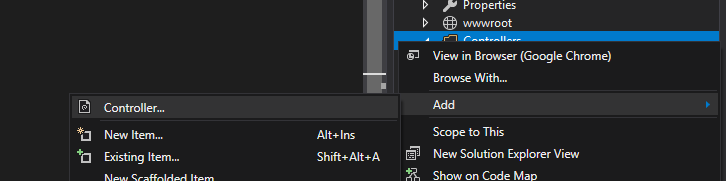 Properties
wwwroot
Controllers
View in Browser (Google Chrome)
Browse With...
Add
Controller...
Scope to This
New Item... Alt+Ins
New Solution Explorer View
Existing Item... Shift+Alt+A
Show on Code Map
New Scaffolded Item